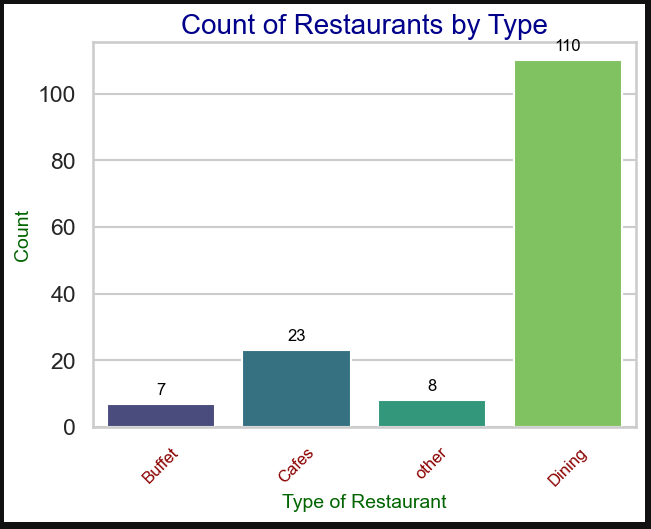 Count of Restaurants by Type
110
100
80
60
40
20
0
Count
7
23
8
Buffet
Cafes
other
Dining
Type of Restaurant